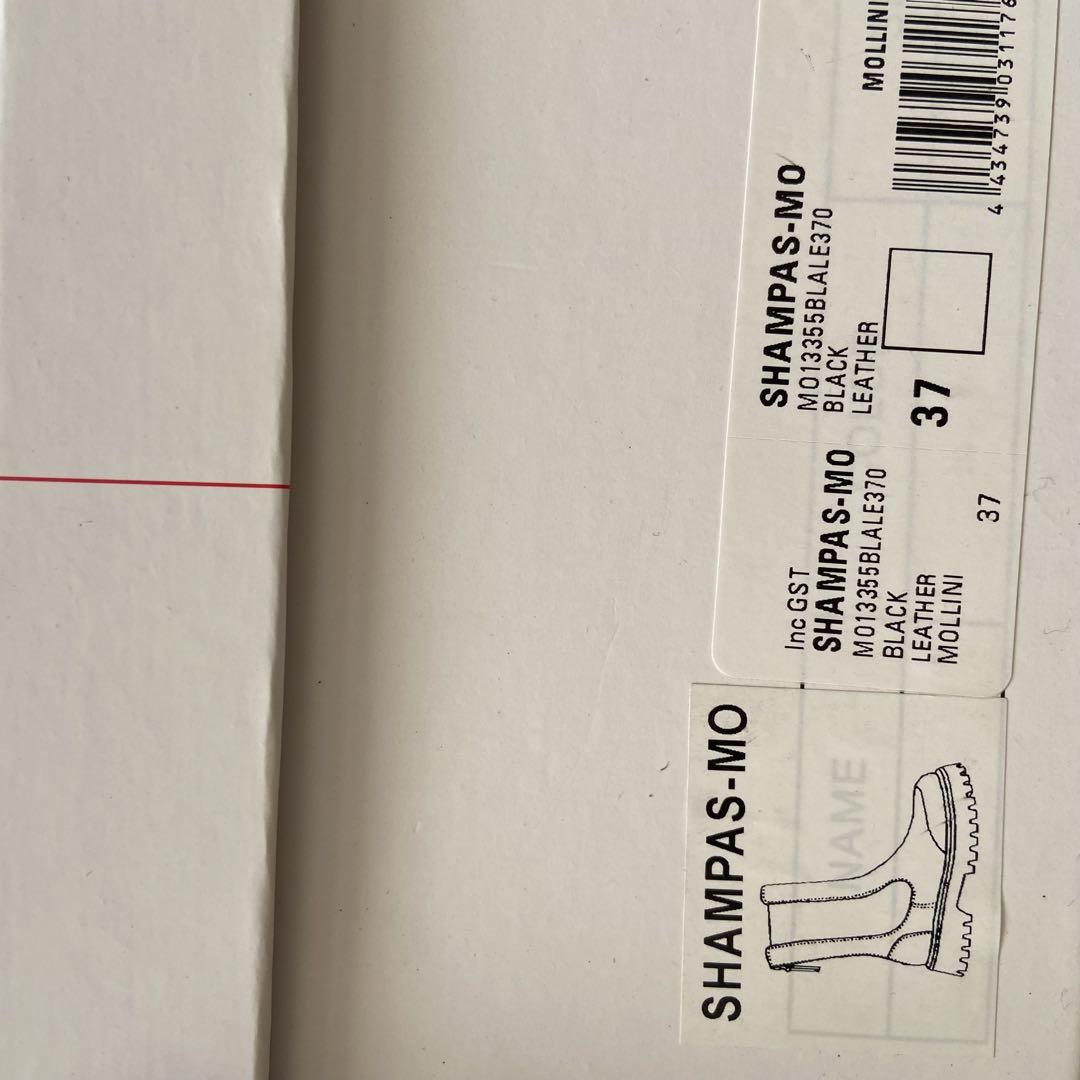 MOLLINI
4 434739 031176
SHAMPAS-MO
MO13355BLALE370
BLACK
LEATHER
37
Inc GST
SHAMPAS-MO
MO13355BLALE370
BLACK
LEATHER
MOLLINI
37
SHAMPAS-MO
NAME